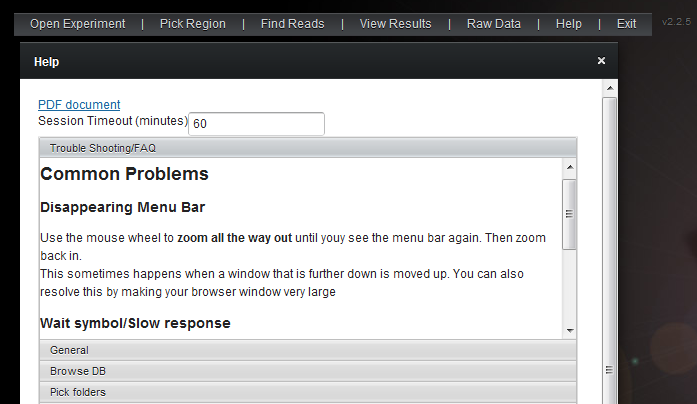 Open Experiment | Pick Region | Find Reads | View Results | Raw Data | Help | Exit v2.2.5
Help
PDF document
Session Timeout (minutes) 60
Trouble Shooting/FAQ
Common Problems
Disappearing Menu Bar
Use the mouse wheel to zoom all the way out until youy see the menu bar again. Then zoom
back in.
This sometimes happens when a window that is further down is moved up. You can also
resolve this by making your browser window very large
Wait symbol/Slow response
General
Browse DB
Pick folders